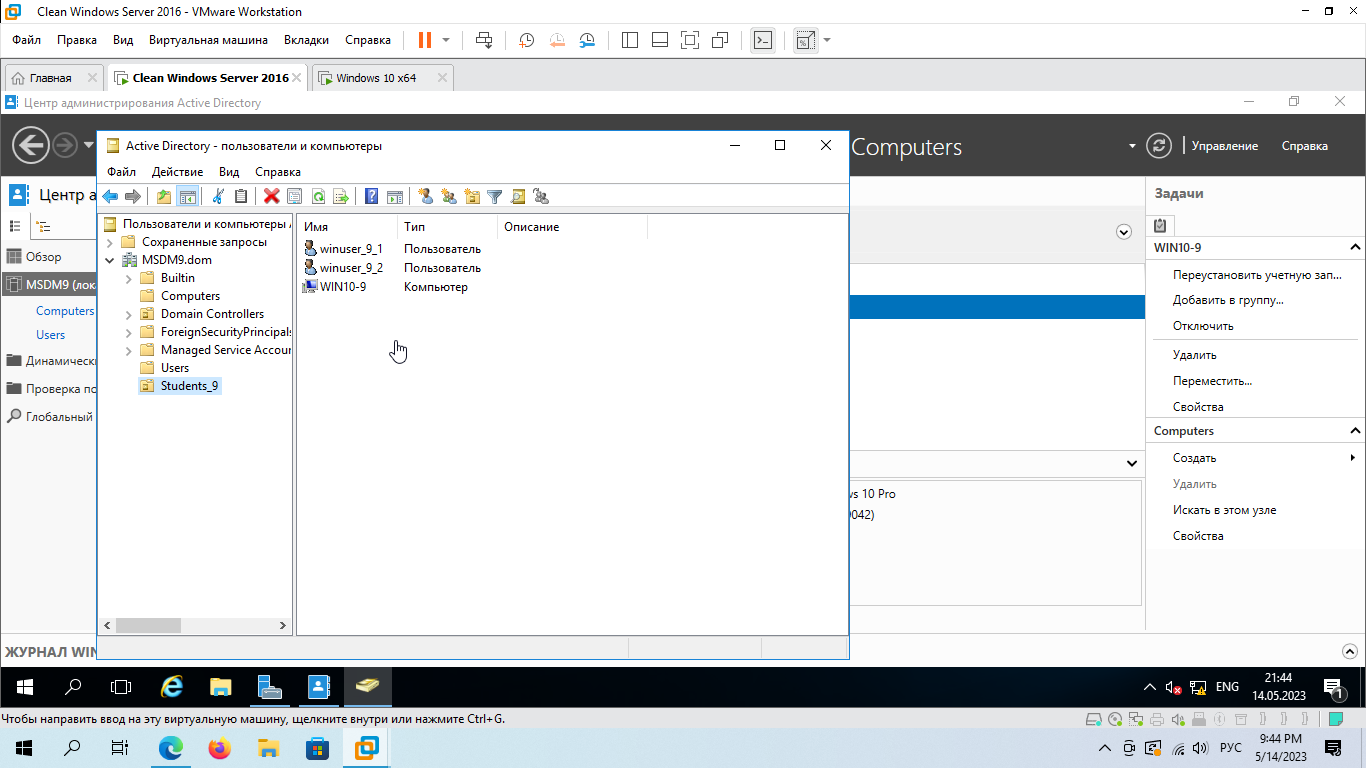 Clean Windows Server 2016 - VMware Workstation
Файл Правка Вид Виртуальная машина Вкладки Справка
Главная Clean Windows Server 2016 Windows 10 x64
Центр администрирования Active Directory
Computers Управление Справка
Active Directory - пользователи и компьютеры
Файл Действие Вид Справка
Центр а
Обзор
MSDM9 (лок
Computers
Users
Динамическ
Проверка по
Глобальный
Пользователи и компьютеры
Сохраненные запросы
MSDM9.dom
Builtin
Computers
Domain Controllers
ForeignSecurityPrincipals
Managed Service Accour
Users
Students_9
Имя Тип Описание
winuser_9_1 Пользователь
winuser_9_2 Пользователь
WIN10-9 Компьютер
vs 10 Pro
042)
Задачи
WIN10-9
Переустановить учетную зап...
Добавить в группу...
Отключить
Удалить
Переместить...
Свойства
Computers
Создать
Удалить
Искать в этом узле
Свойства
ЖУРНАЛ WIN
ENG
21:44
14.05.2023
1
Чтобы направить ввод на эту виртуальную машину, щелкните внутри или нажмите Ctrl+G.
РУС
9:44 PM
5/14/2023